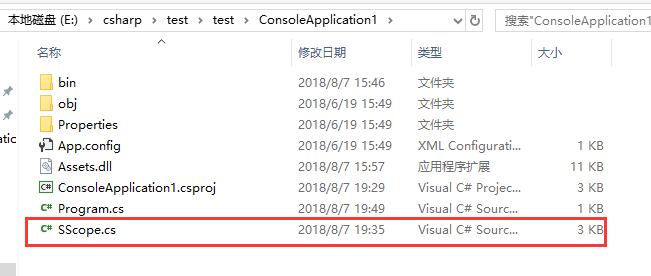 本地磁盘 (E:) › csharp › test › test › ConsoleApplication1 › 搜索"ConsoleApplication1"
名称 修改日期 类型 大小
bin 2018/8/7 15:46 文件夹
obj 2018/6/19 15:49 文件夹
Properties 2018/6/19 15:49 文件夹
App.config 2018/6/19 15:49 XML Configurati... 1 KB
Assets.dll 2018/8/7 15:57 应用程序扩展 11 KB
ConsoleApplication1.csproj 2018/8/7 19:29 Visual C# Projec... 3 KB
Program.cs 2018/8/7 19:49 Visual C# Sourc... 1 KB
SScope.cs 2018/8/7 19:35 Visual C# Sourc... 3 KB